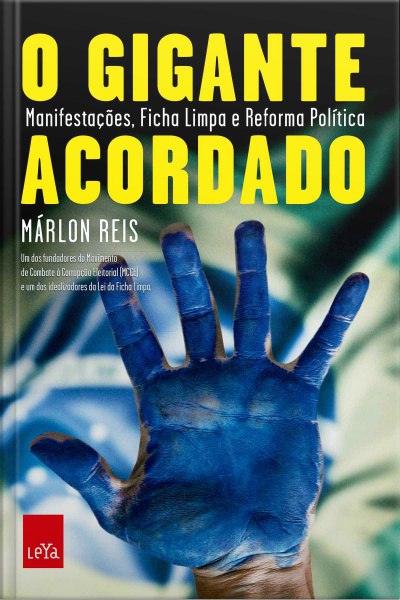 O GIGANTE
Manifestações, Ficha Limpa e Reforma Política
ACORDADO
MÁRLON REIS
Um dos fundadores do Movimento
de Combate à Corrupção Eleitoral (MCCE)
e um dos idealizadores da Lei da Ficha Limpa.
LeYa